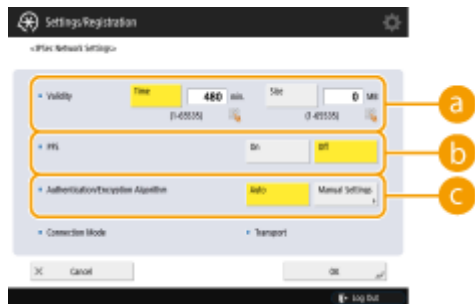 Settings/Registration
<IPSec Network Settings>
Validity
Time
480
min.
Size
0
MB
(1-65535)
(1-65535)
a
PFS
On
Off
b
Authentication/Encryption Algorithm
Auto
Manual Settings
c
Connection Mode
Transport
Cancel
OK
Log Out